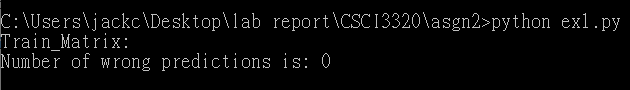 C:\Users\jackc\Desktop\lab report\CSCI3320\asgn2>python ex1.py
Train_Matrix:
Number of wrong predictions is: 0